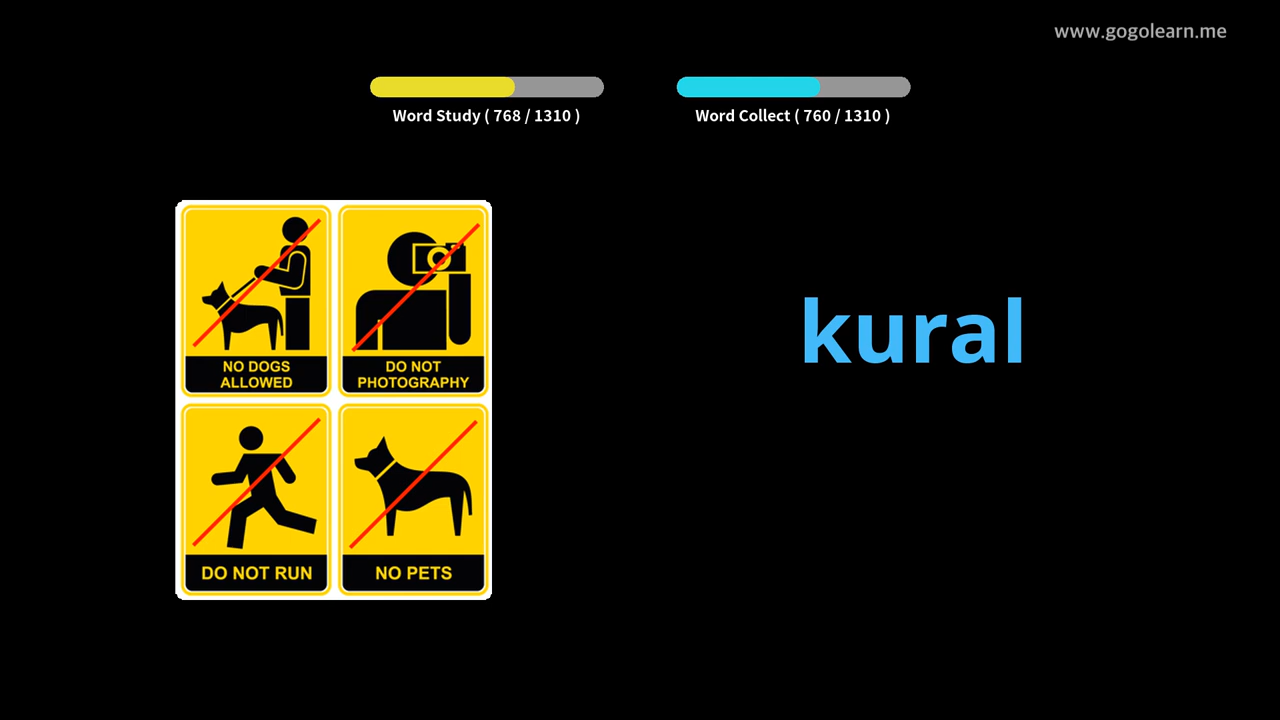 www.gogolearn.me
Word Study ( 768 / 1310 )
Word Collect ( 760 / 1310 )
NO DOGS
ALLOWED
DO NOT
PHOTOGRAPHY
kural
DO NOT RUN
NO PETS